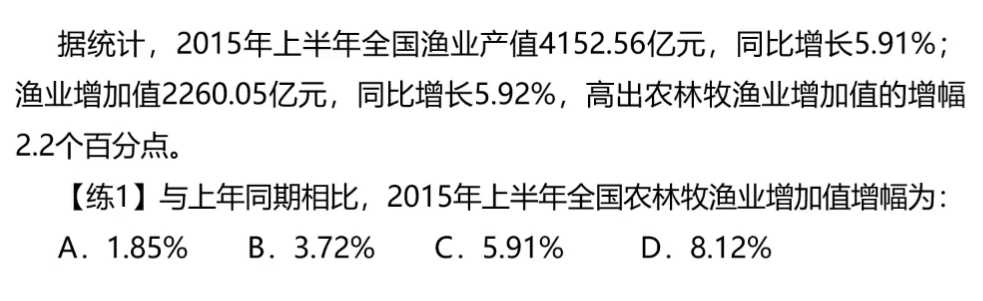 据统计，2015年上半年全国渔业产值4152.56亿元，同比增长5.91%；
渔业增加值2260.05亿元，同比增长5.92%，高出农林牧渔业增加值的增幅
2.2个百分点。
【练1】与上年同期相比，2015年上半年全国农林牧渔业增加值增幅为：
A．1.85% B．3.72% C．5.91% D．8.12%